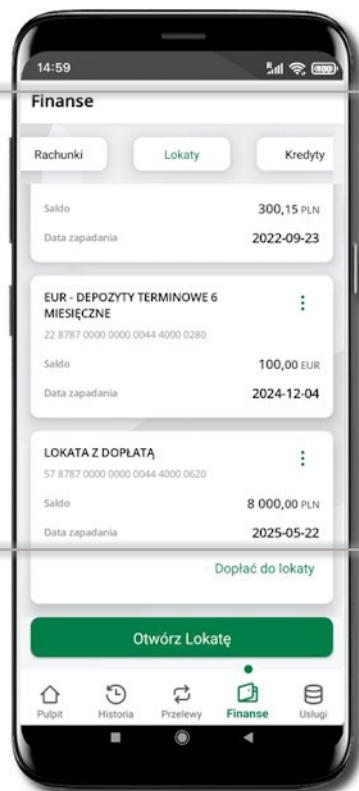 14:59
Finanse
Rachunki Lokaty Kredyty
Saldo 300,15 PLN
Data zapadania 2022-09-23
EUR - DEPOZYTY TERMINOWE 6
MIESIĘCZNE
22 8787 0000 0000 0044 4000 0280
Saldo 100,00 EUR
Data zapadania 2024-12-04
LOKATA Z DOPŁATĄ
57 8787 0000 0000 0044 4000 0620
Saldo 8 000,00 PLN
Data zapadania 2025-05-22
Dopłać do lokaty
Otwórz Lokatę
Pulpit Historia Przelewy Finanse Usługi